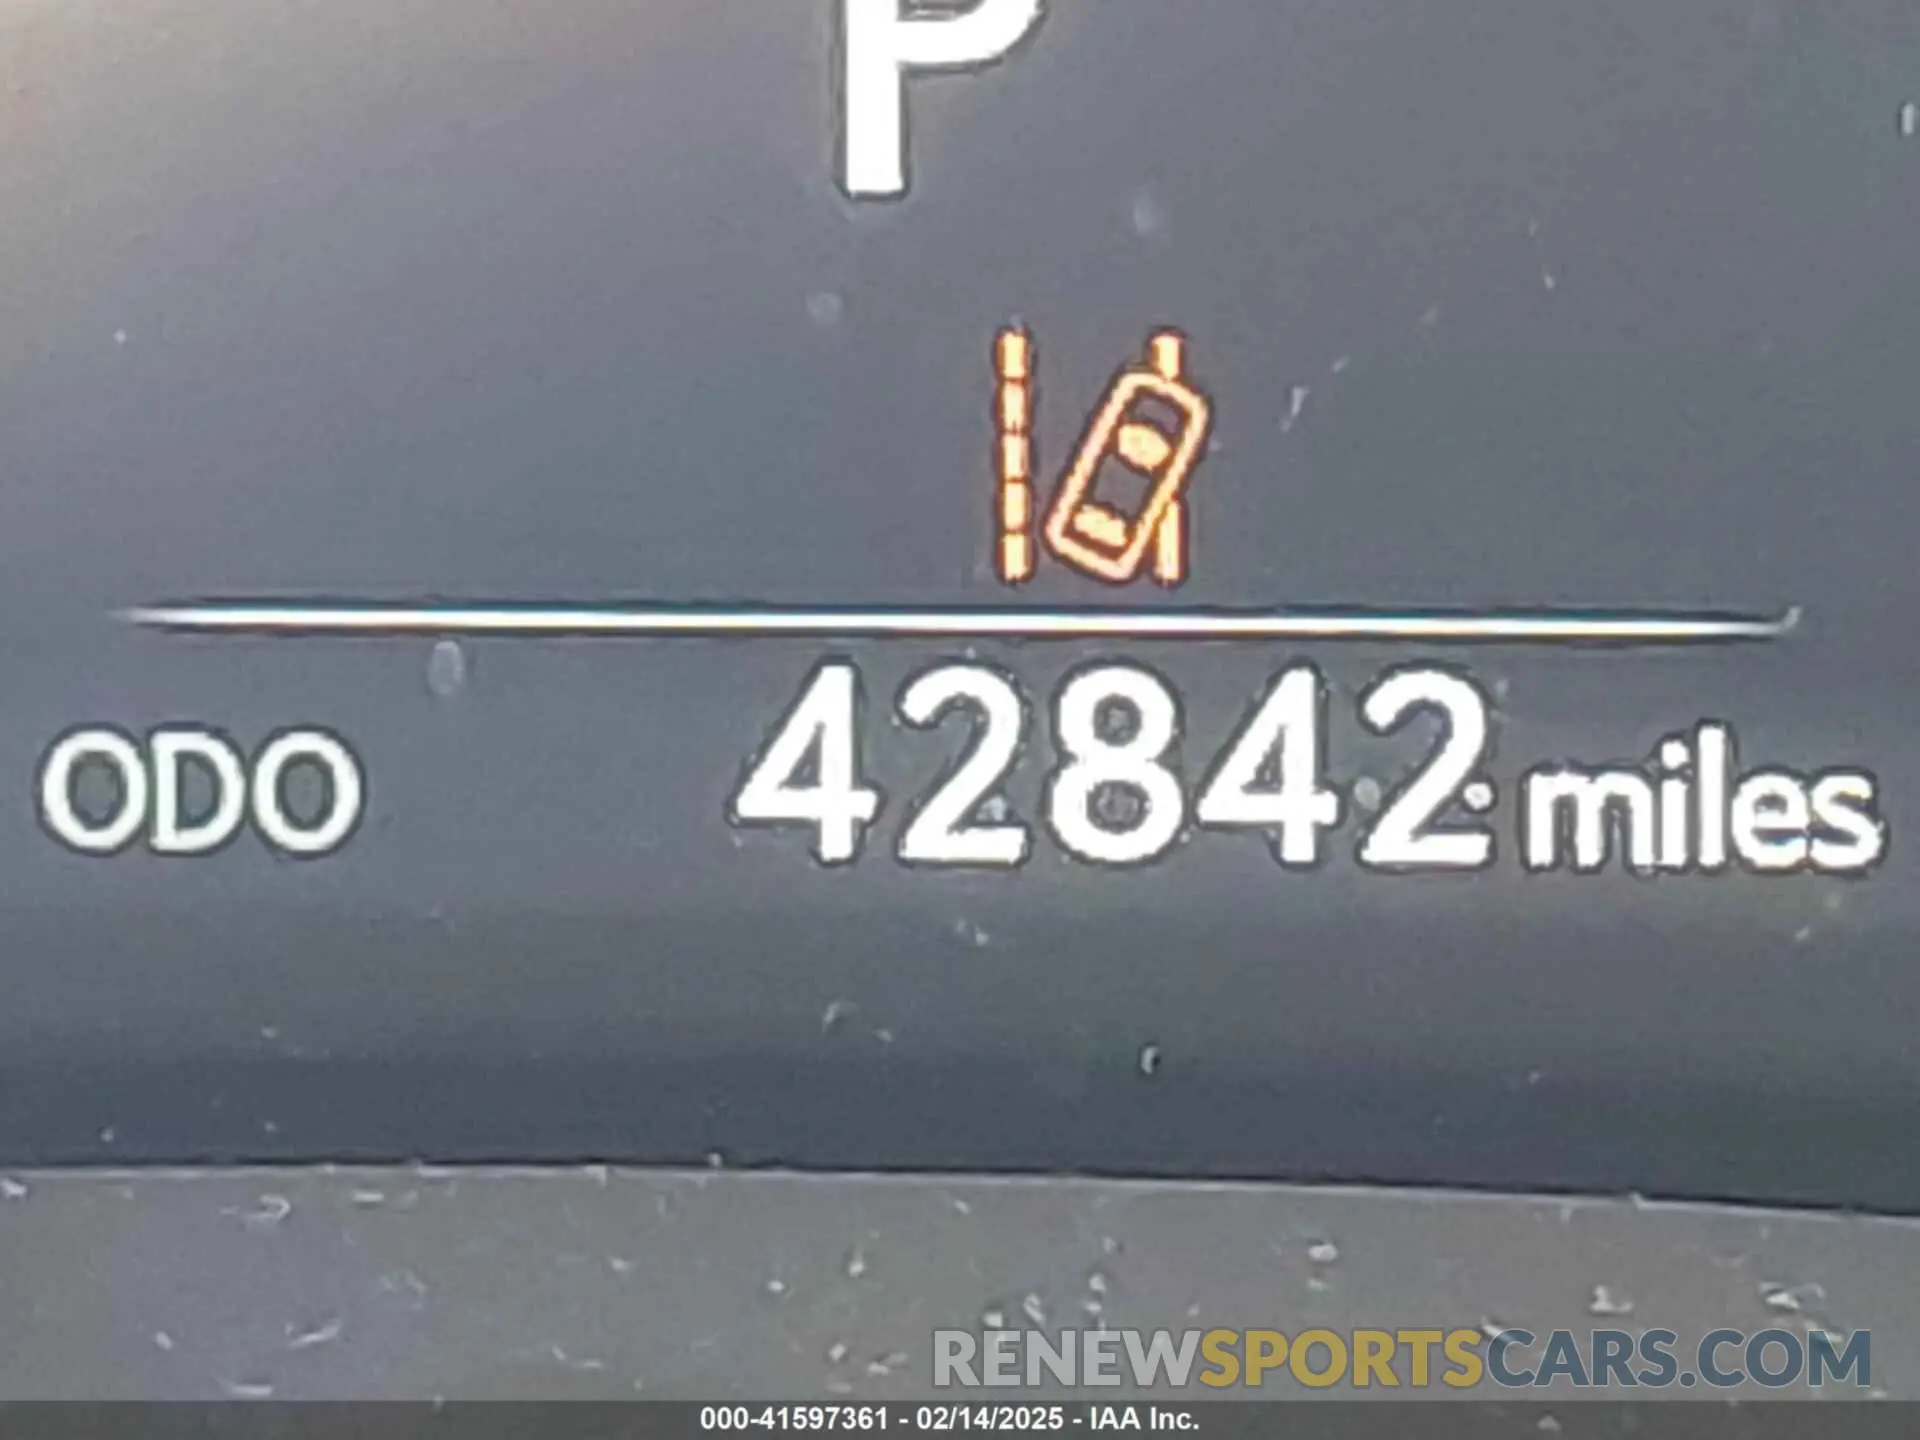 P
ODO 42842 miles
RENEWSPORTSCARS.COM
000-41597361 - 02/14/2025 - IAA Inc.